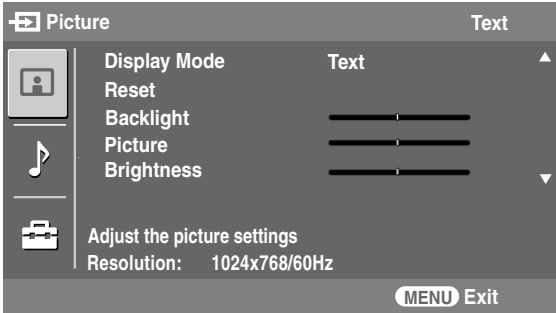 Picture Text
Display Mode Text
Reset
Backlight
Picture
Brightness
Adjust the picture settings
Resolution: 1024x768/60Hz
MENU Exit